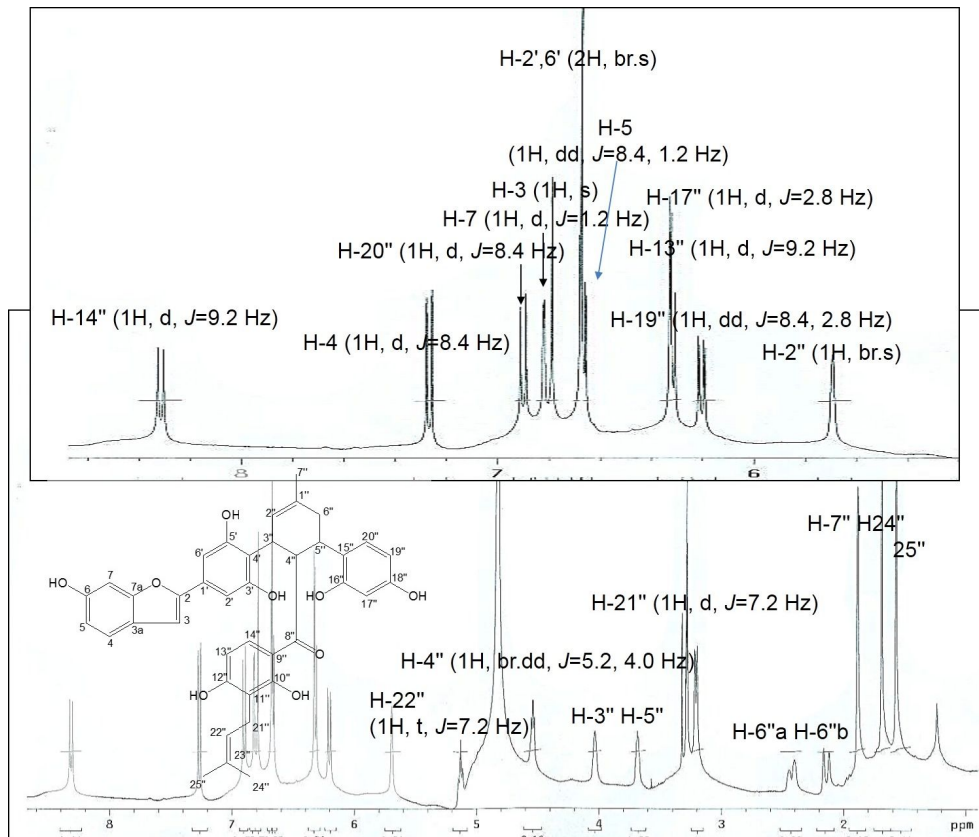 H-2',6' (2H, br.s)
H-5
(1H, dd, J=8.4, 1.2 Hz)
H-3 (1H, s)
H-7 (1H, d, J=1.2 Hz)
H-20" (1H, d, J=8.4 Hz)
H-17" (1H, d, J=2.8 Hz)
H-13" (1H, d, J=9.2 Hz)
H-14" (1H, d, J=9.2 Hz)
H-4 (1H, d, J=8.4 Hz)
H-19" (1H, dd, J=8.4, 2.8 Hz)
H-2" (1H, br.s)
8 7 6
7"
1"
2" 6"
OH
5' 3" 5" 20"
6' 4' 4" 15" 19"
HO 6 7 7a O 1' 3' OH 16" 18"
2 2' HO 17" OH
5 3a 3
4 8"
14" O
13" 9"
12" 10"
HO 11" OH
21"
22"
23"
25" 24"
H-7" H24"
25"
H-21" (1H, d, J=7.2 Hz)
H-4" (1H, br.dd, J=5.2, 4.0 Hz)
H-22"
(1H, t, J=7.2 Hz)
H-3" H-5"
H-6"a H-6"b
8 7 6 5 4 3 2 ppm